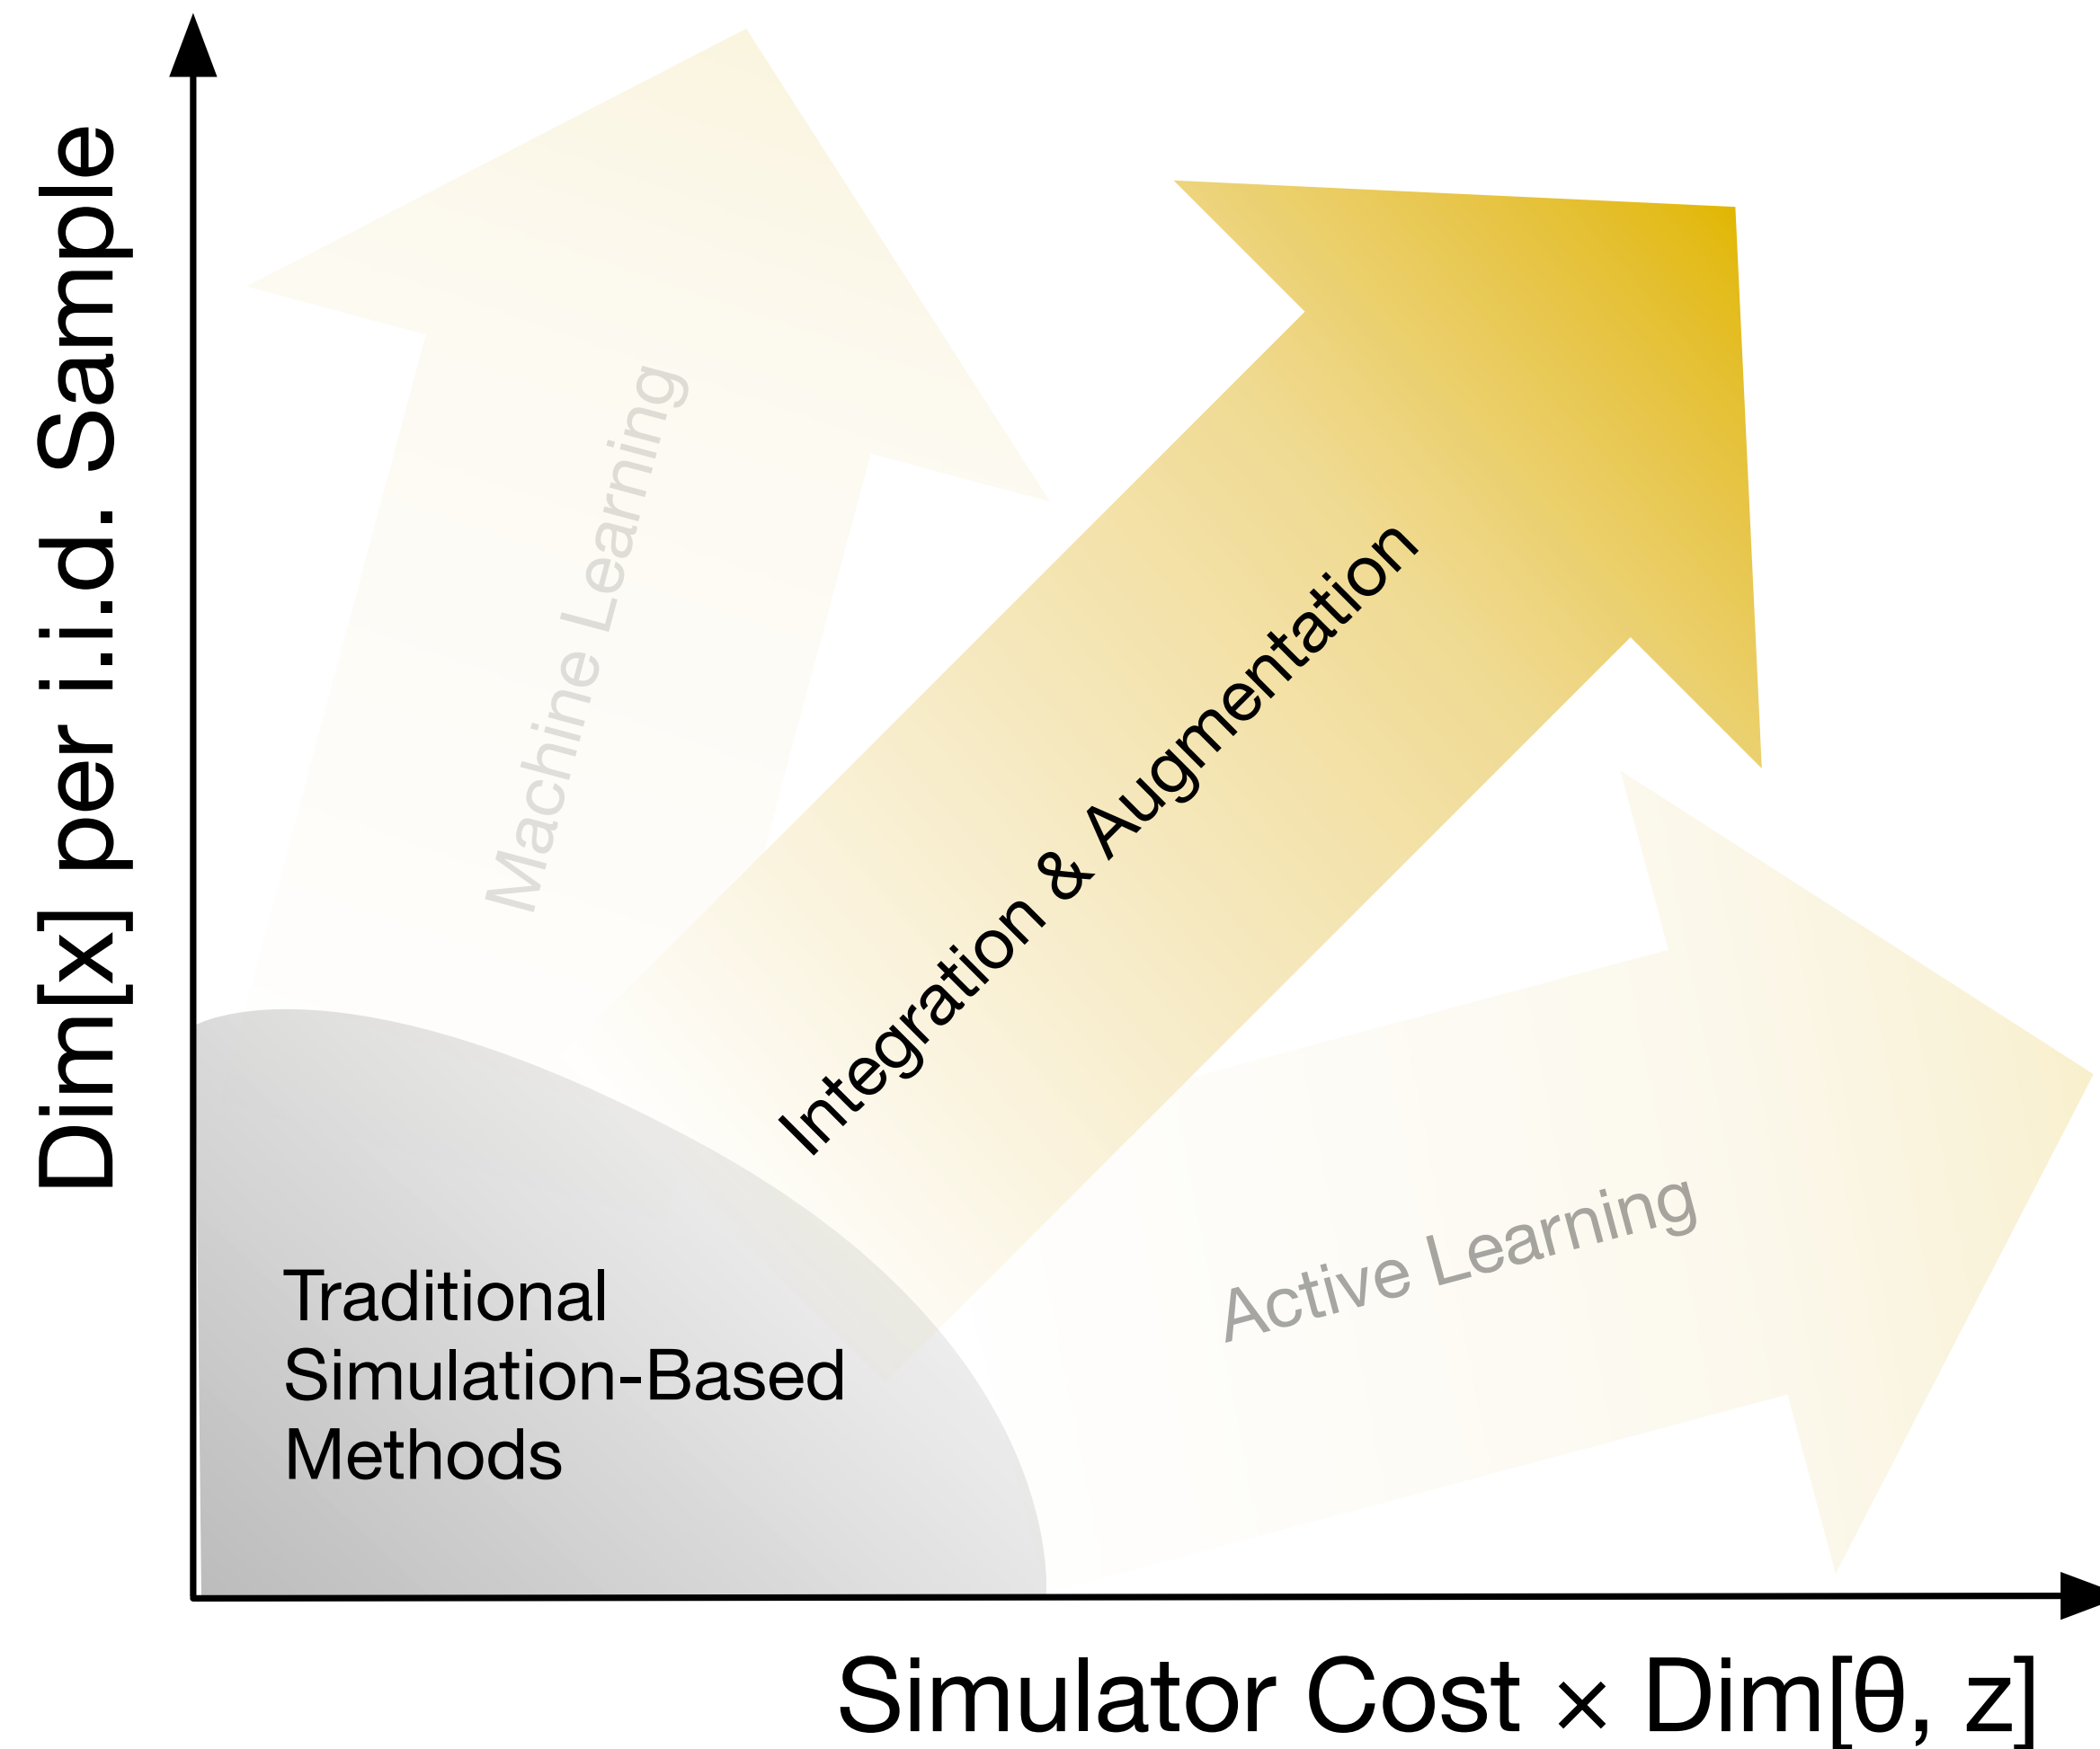 Dim[x] per i.i.d. Sample
Machine Learning
Integration & Augmentation
Active Learning
Traditional
Simulation-Based
Methods
Simulator Cost × Dim[θ, z]